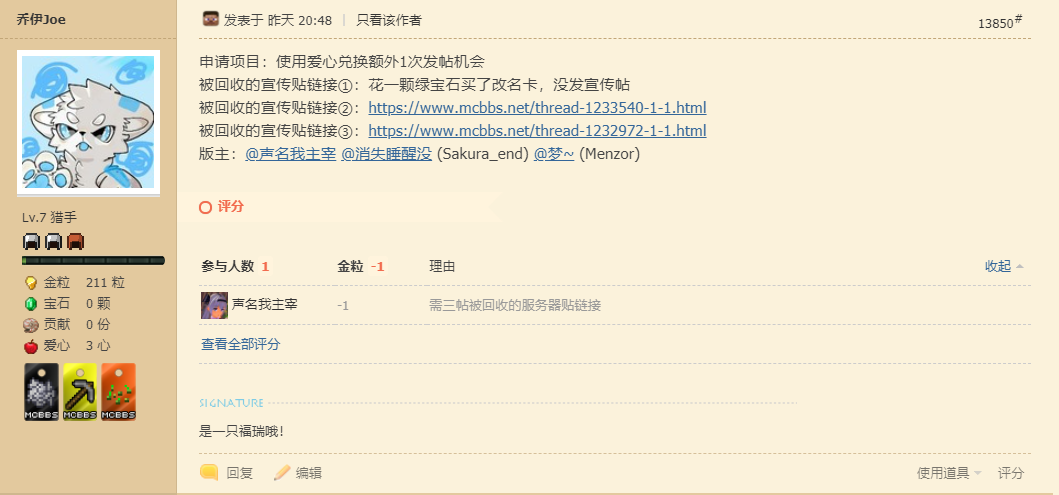 乔伊Joe
发表于 昨天 20:48 | 只看该作者
13850#
申请项目：使用爱心兑换额外1次发帖机会
被回收的宣传贴链接①：花一颗绿宝石买了改名卡，没发宣传帖
被回收的宣传贴链接②：https://www.mcbbs.net/thread-1233540-1-1.html
被回收的宣传贴链接③：https://www.mcbbs.net/thread-1232972-1-1.html
版主：@声名我主宰 @消失睡醒没 (Sakura_end) @梦~ (Menzor)
Lv.7 猎手
金粒 211 粒
宝石 0 颗
贡献 0 份
爱心 3 心
MCBBS MCBBS MCBBS
评分
参与人数 1 金粒 -1 理由 收起
声名我主宰 -1 需三帖被回收的服务器贴链接
查看全部评分
SIGNATURE
是一只福瑞哦！
回复 编辑 使用道具 评分